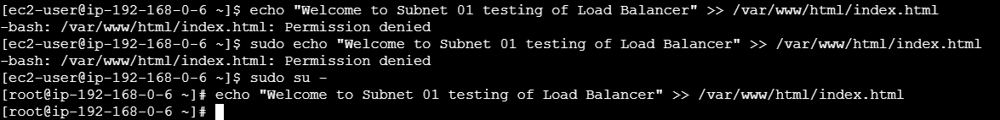 [ec2-user@ip-192-168-0-6 ~]$ echo "Welcome to Subnet 01 testing of Load Balancer" >> /var/www/html/index.html
-bash: /var/www/html/index.html: Permission denied
[ec2-user@ip-192-168-0-6 ~]$ sudo echo "Welcome to Subnet 01 testing of Load Balancer" >> /var/www/html/index.html
-bash: /var/www/html/index.html: Permission denied
[ec2-user@ip-192-168-0-6 ~]$ sudo su -
[root@ip-192-168-0-6 ~]# echo "Welcome to Subnet 01 testing of Load Balancer" >> /var/www/html/index.html
[root@ip-192-168-0-6 ~]#